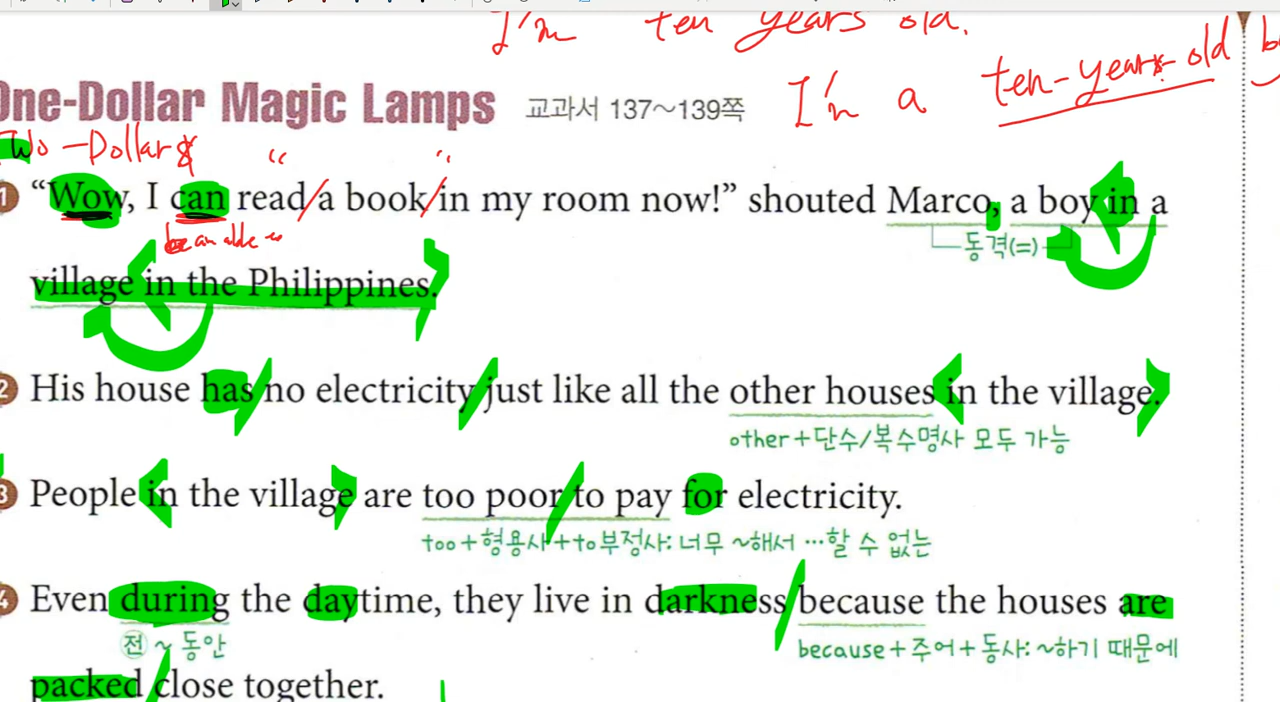 I'm ten years old.
I'm a ten-years-old
One-Dollar Magic Lamps 교과서 137~139쪽
Two-Dollars
1 “Wow, I can read a book in my room now!” shouted Marco, a boy in a
동격(=)
village in the Philippines.
2 His house has no electricity just like all the other houses in the village.
other+단수/복수명사 모두 가능
3 People in the village are too poor to pay for electricity.
too+형용사+to부정사: 너무 ~해서 …할 수 없는
4 Even during the daytime, they live in darkness because the houses are
전 ~ 동안 because+주어+동사: ~하기 때문에
packed close together.